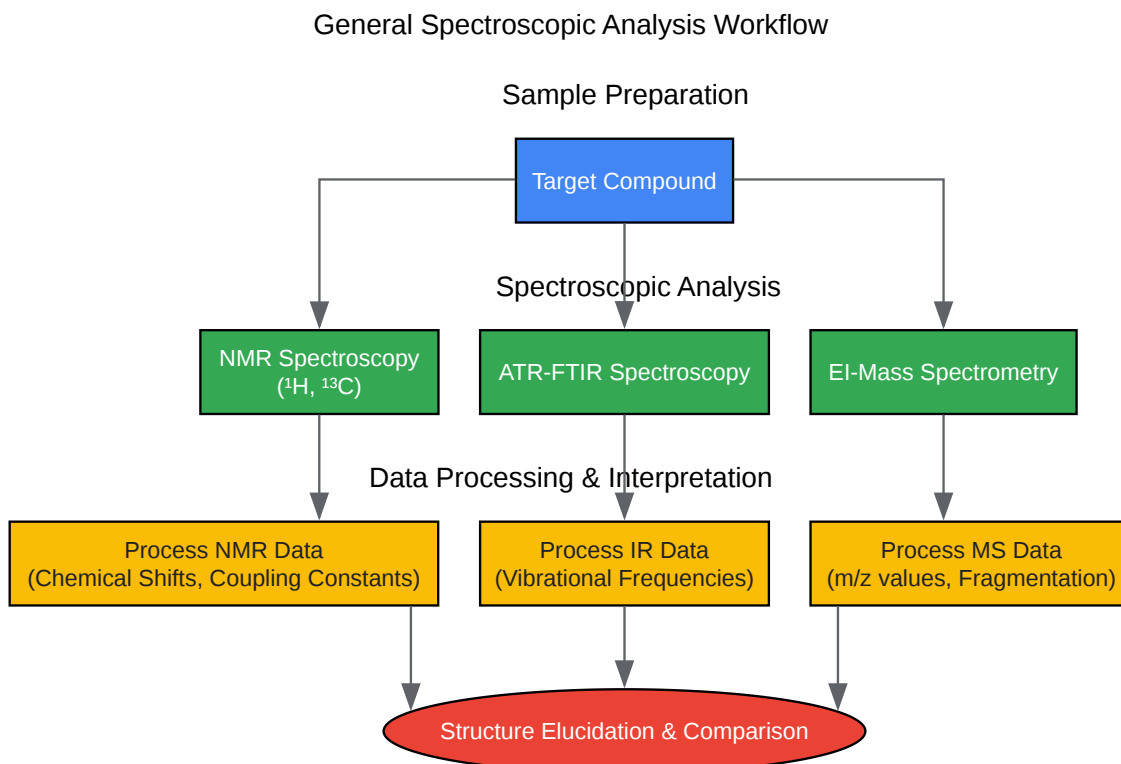 General Spectroscopic Analysis Workflow
Sample Preparation
Target Compound
Spectroscopic Analysis
NMR Spectroscopy
(¹H, ¹³C)
ATR-FTIR Spectroscopy
EI-Mass Spectrometry
Data Processing & Interpretation
Process NMR Data
(Chemical Shifts, Coupling Constants)
Process IR Data
(Vibrational Frequencies)
Process MS Data
(m/z values, Fragmentation)
Structure Elucidation & Comparison